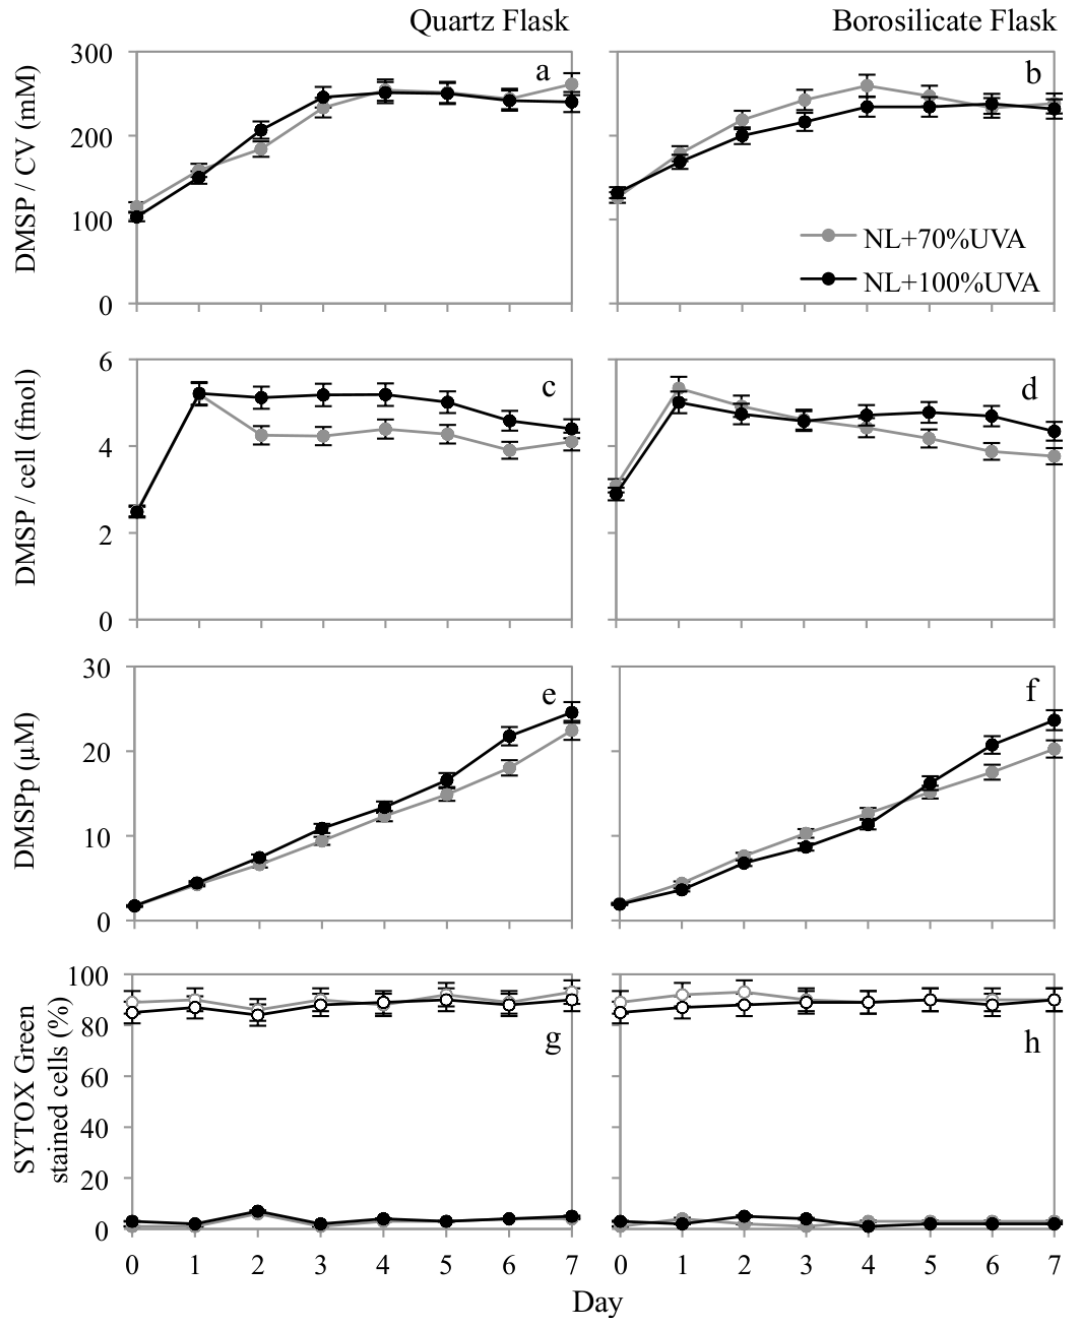 Quartz Flask
Borosilicate Flask
DMSP / CV (mM)
300
200
100
0
a
b
NL+70%UVA
NL+100%UVA
DMSP / cell (fmol)
6
4
2
0
c
d
DMSPp (µM)
30
20
10
0
e
f
SYTOX Green
stained cells (%)
100
80
60
40
20
0
g
h
0 1 2 3 4 5 6 7
0 1 2 3 4 5 6 7
Day